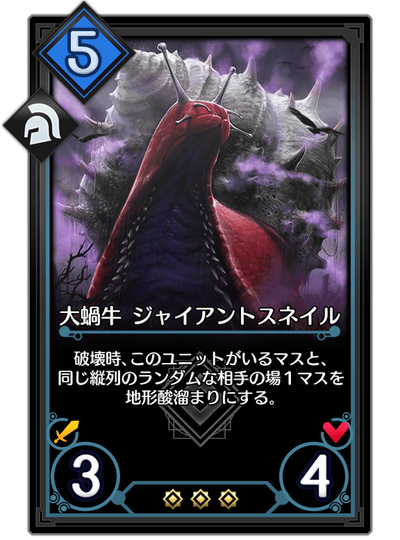 5
大蝸牛 ジャイアントスネイル
破壊時、このユニットがいるマスと、
同じ縦列のランダムな相手の場1マスを
地形酸溜まりにする。
3
4